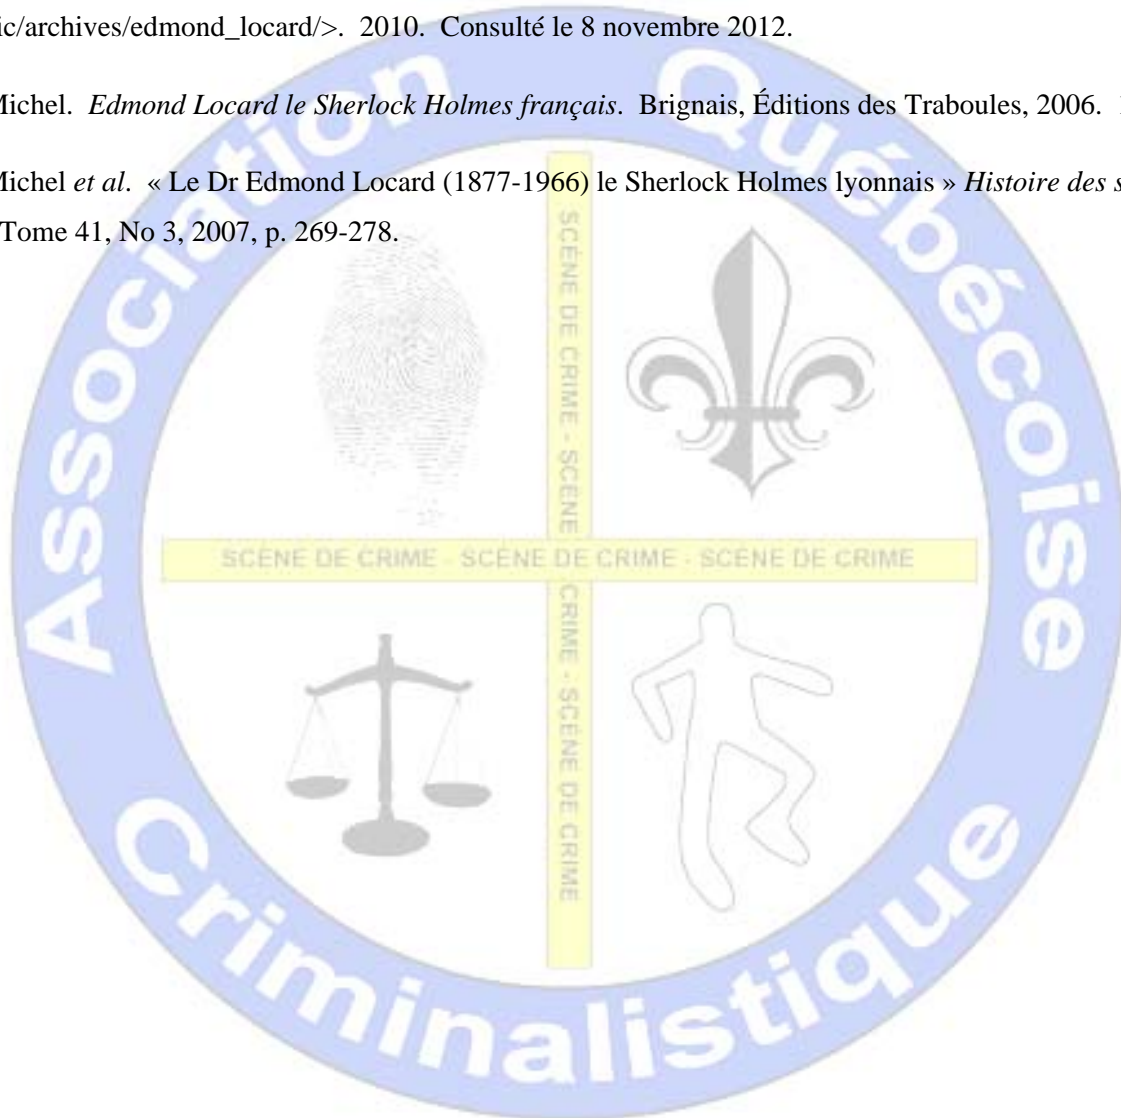 ic/archives/edmond_locard/>. 2010. Consulté le 8 novembre 2012.
Michel. Edmond Locard le Sherlock Holmes français. Brignais, Éditions des Traboules, 2006.
Michel et al. « Le Dr Edmond Locard (1877-1966) le Sherlock Holmes lyonnais » Histoire des s
Tome 41, No 3, 2007, p. 269-278.
Association Québécoise
SCÈNE DE CRIME - SCÈNE DE CRIME - SCÈNE DE CRIME
SCÈNE DE CRIME - SCÈNE DE CRIME - SCÈNE DE CRIME
Criminalistique